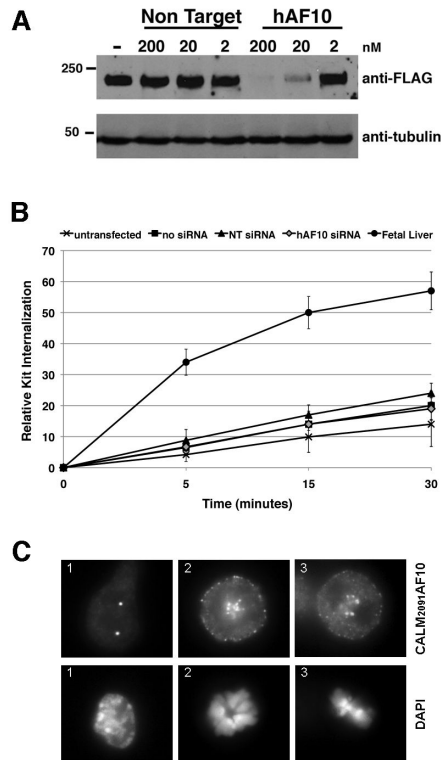 A
Non Target hAF10
– 200 20 2 200 20 2 nM
250
anti-FLAG
50
anti-tubulin
B
untransfected no siRNA NT siRNA hAF10 siRNA Fetal Liver
70
60
50
40
30
20
10
0
Relative Kit Internalization
0 5 15 30
Time (minutes)
C
1 2 3
CALM2091AF10
1 2 3
DAPI